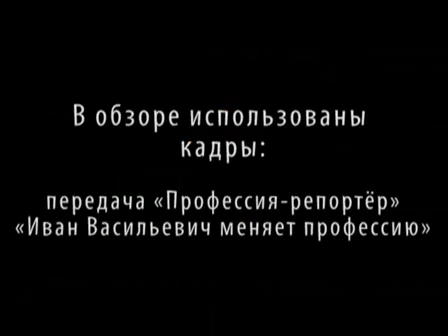 В обзоре использованы
кадры:
передача «Профессия-репортёр»
«Иван Васильевич меняет профессию»